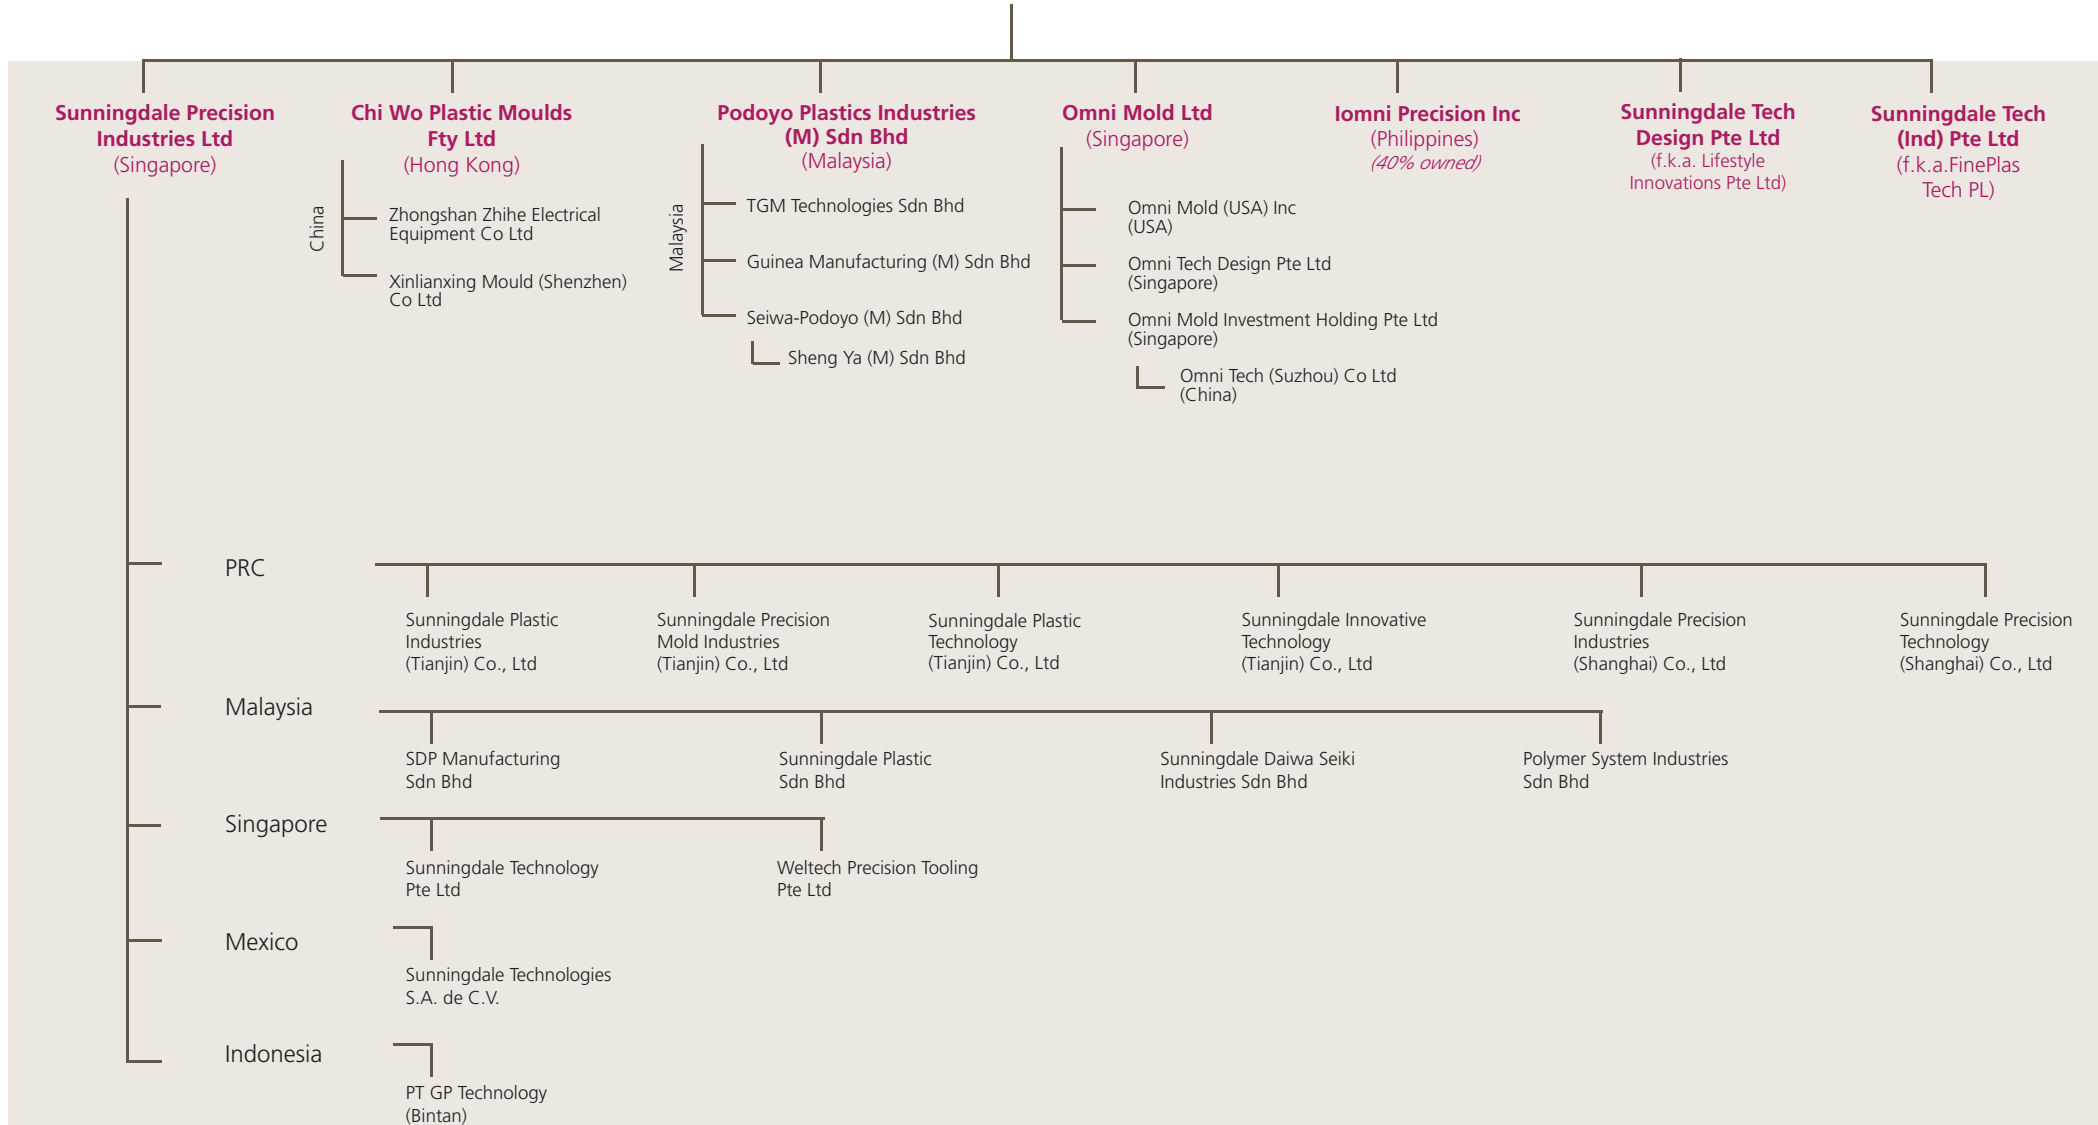 Sunningdale Precision
Industries Ltd
(Singapore)
Chi Wo Plastic Moulds
Fty Ltd
(Hong Kong)
China
Zhongshan Zhihe Electrical
Equipment Co Ltd
Xinlianxing Mould (Shenzhen)
Co Ltd
Podoyo Plastics Industries
(M) Sdn Bhd
(Malaysia)
Malaysia
TGM Technologies Sdn Bhd
Guinea Manufacturing (M) Sdn Bhd
Seiwa-Podoyo (M) Sdn Bhd
Sheng Ya (M) Sdn Bhd
Omni Mold Ltd
(Singapore)
Omni Mold (USA) Inc
(USA)
Omni Tech Design Pte Ltd
(Singapore)
Omni Mold Investment Holding Pte Ltd
(Singapore)
Omni Tech (Suzhou) Co Ltd
(China)
Iomni Precision Inc
(Philippines)
(40% owned)
Sunningdale Tech
Design Pte Ltd
(f.k.a. Lifestyle
Innovations Pte Ltd)
Sunningdale Tech
(Ind) Pte Ltd
(f.k.a.FinePlas
Tech PL)
PRC
Sunningdale Plastic
Industries
(Tianjin) Co., Ltd
Sunningdale Precision
Mold Industries
(Tianjin) Co., Ltd
Sunningdale Plastic
Technology
(Tianjin) Co., Ltd
Sunningdale Innovative
Technology
(Tianjin) Co., Ltd
Sunningdale Precision
Industries
(Shanghai) Co., Ltd
Sunningdale Precision
Technology
(Shanghai) Co., Ltd
Malaysia
SDP Manufacturing
Sdn Bhd
Sunningdale Plastic
Sdn Bhd
Sunningdale Daiwa Seiki
Industries Sdn Bhd
Polymer System Industries
Sdn Bhd
Singapore
Sunningdale Technology
Pte Ltd
Weltech Precision Tooling
Pte Ltd
Mexico
Sunningdale Technologies
S.A. de C.V.
Indonesia
PT GP Technology
(Bintan)